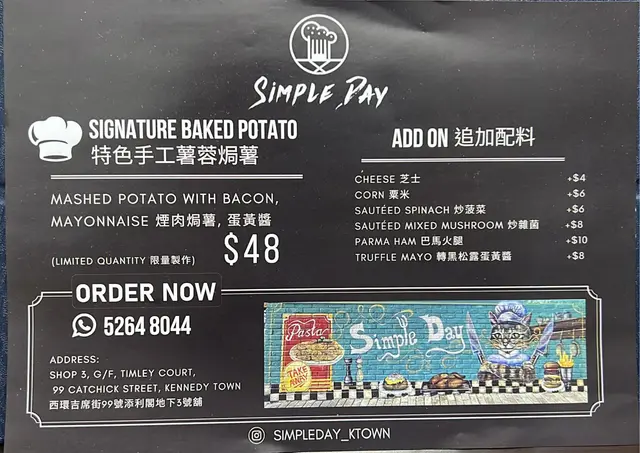 SIMPLE DAY
SIGNATURE BAKED POTATO
特色手工薯蓉焗薯
MASHED POTATO WITH BACON,
MAYONNAISE 煙肉焗薯, 蛋黃醬
(LIMITED QUANTITY 限量製作)
$48
ADD ON 追加配料
CHEESE 芝士 +$4
CORN 粟米 +$6
SAUTÉED SPINACH 炒菠菜 +$6
SAUTÉED MIXED MUSHROOM 炒雜菌 +$8
PARMA HAM 巴馬火腿 +$10
TRUFFLE MAYO 轉黑松露蛋黃醬 +$8
ORDER NOW
5264 8044
ADDRESS:
SHOP 3, G/F, TIMLEY COURT,
99 CATCHICK STREET, KENNEDY TOWN
西環吉席街99號添利閣地下3號舖
Pasta
TAKE
AWAY
Simple Day
SIMPLEDAY_KTOWN